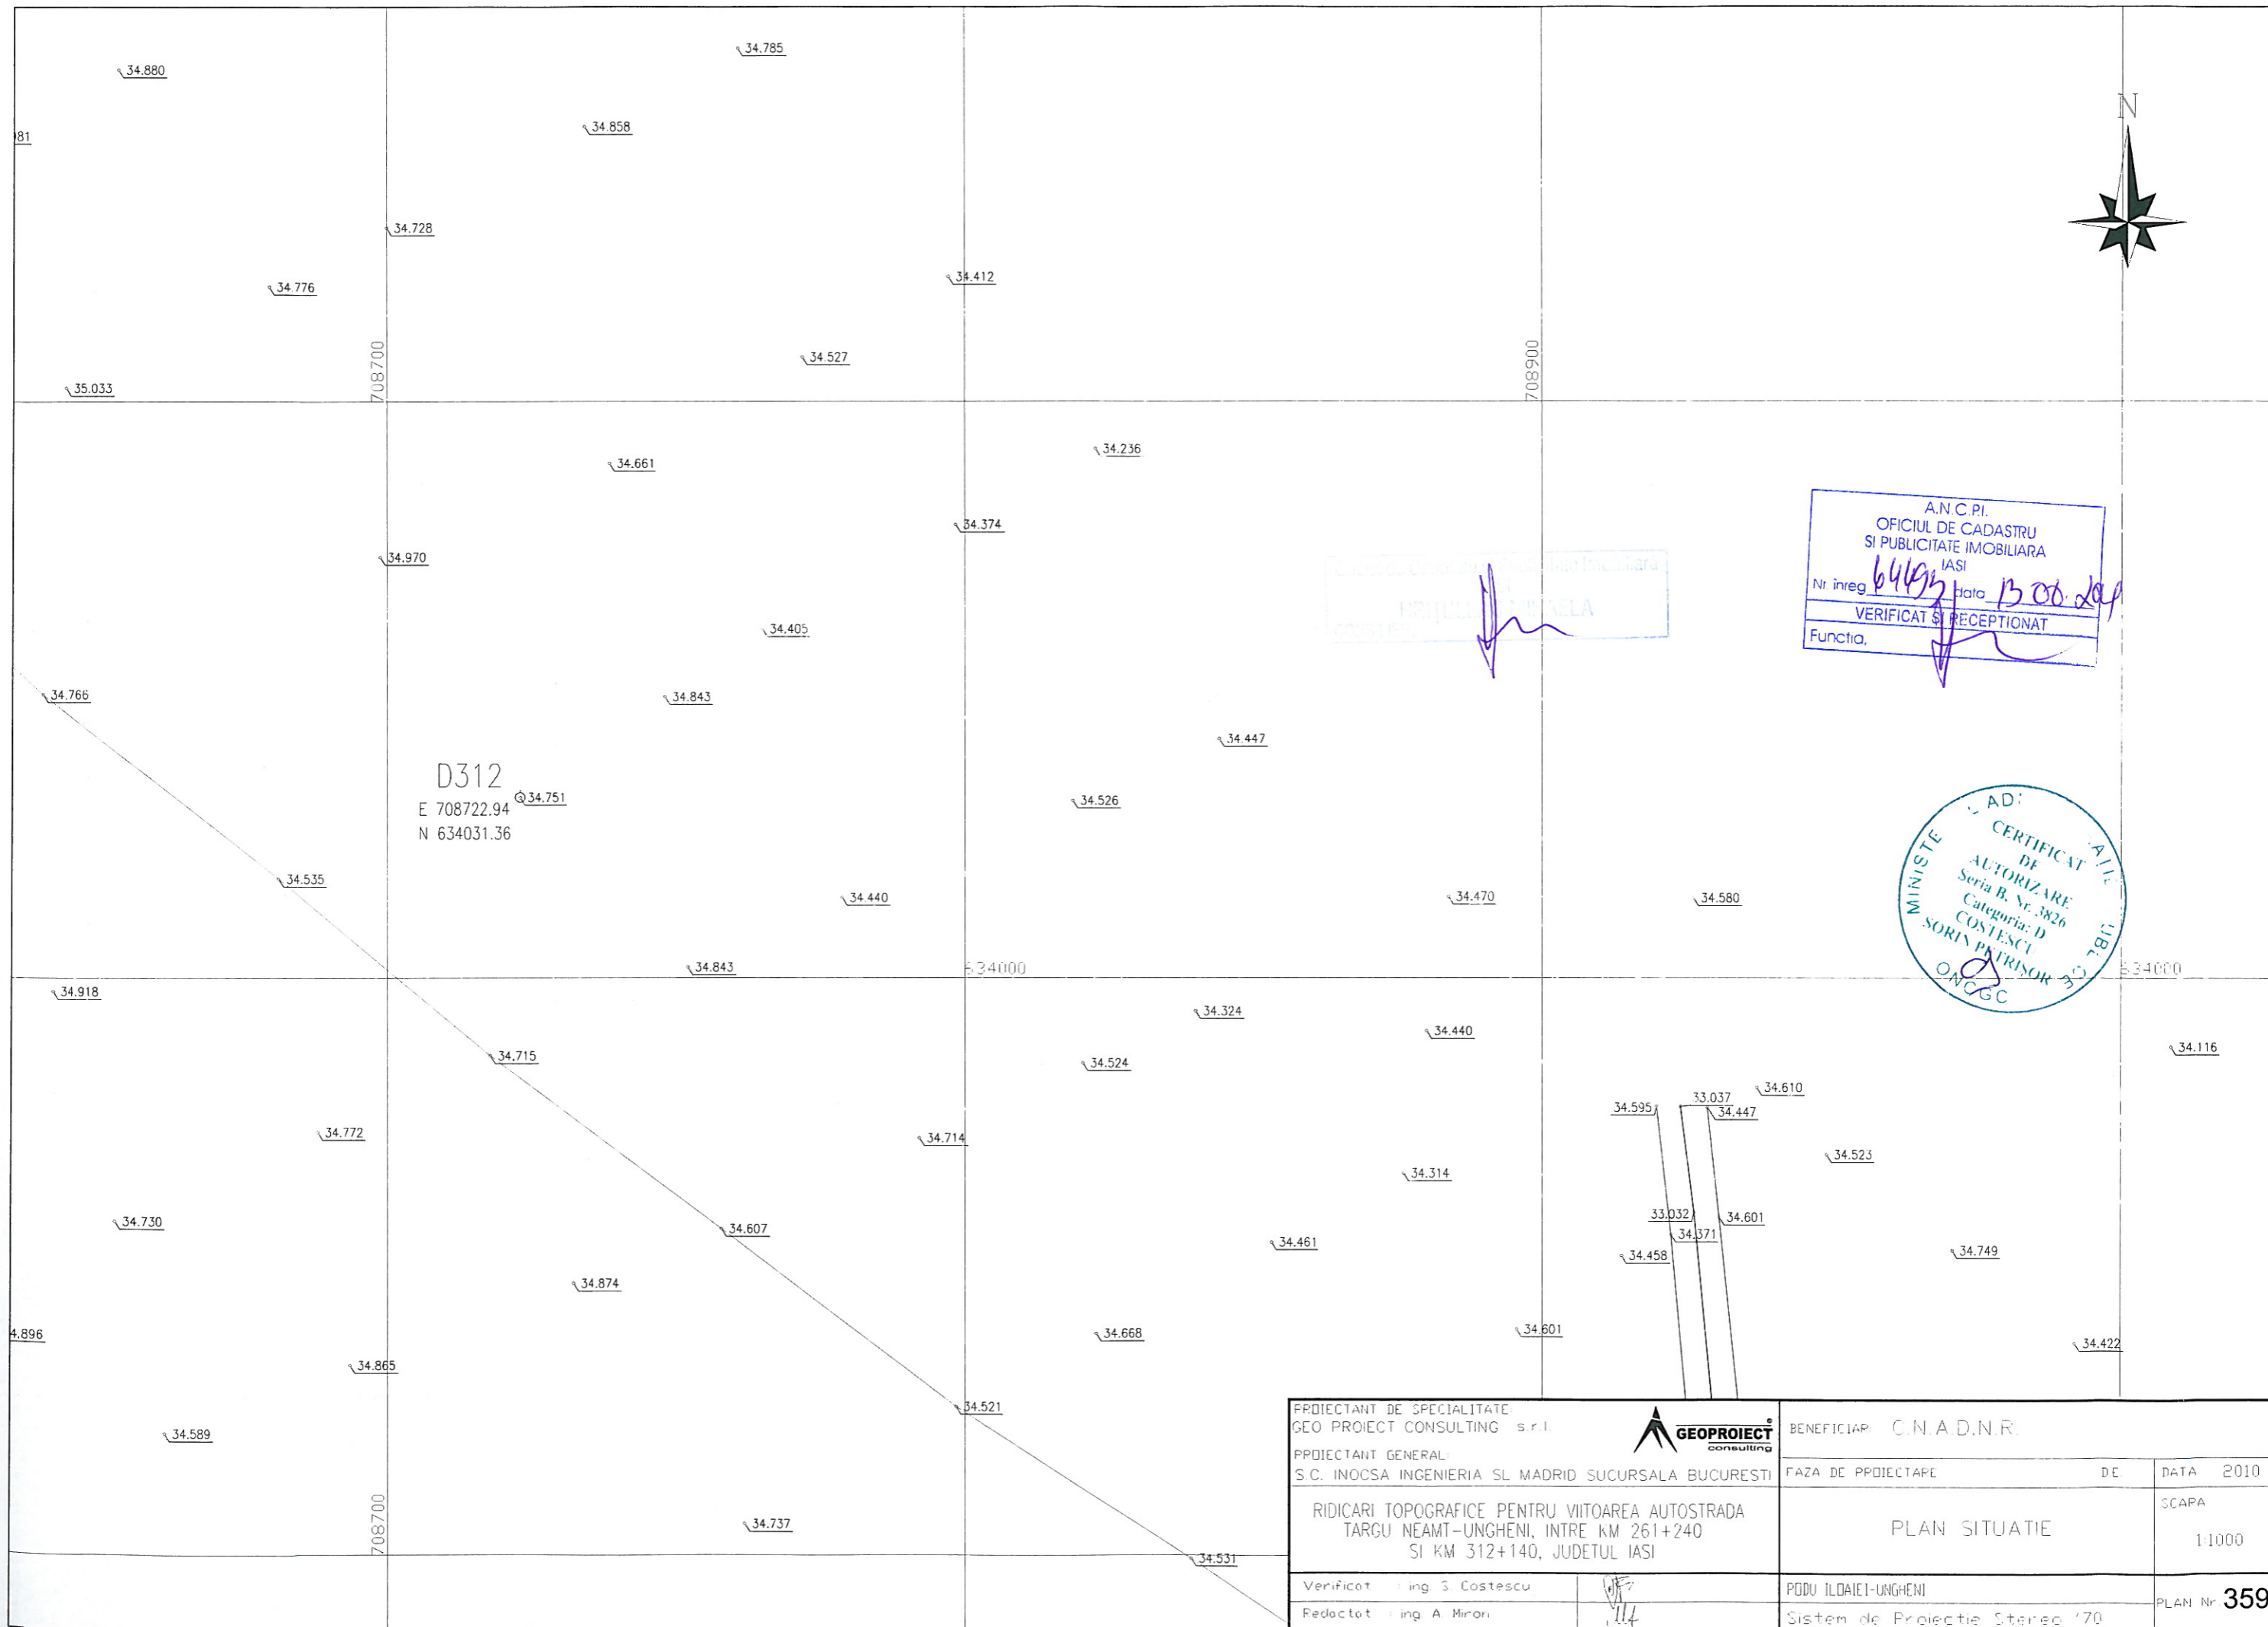 34.785
34.880
34.858
81
N
34.728
34.412
34.776
34.527
708700
708900
35.033
34.236
34.661
34.374
A.N.C.P.I.
OFICIUL DE CADASTRU
SI PUBLICITATE IMOBILIARA
IASI
Nr. inreg data
VERIFICAT SI RECEPTIONAT
Functia,
34.970
34.405
34.766
34.843
34.447
D312
34.751
E 708722.94
N 634031.36
34.526
CERTIFICAT
DE
AUTORIZARE
Seria B, Nr. 3826
Categoria: D
COSTESCU
SORIN PETRISOR
MINISTE
ONCGC
34.535
34.440
34.470
34.580
34.843
634000
634000
34.918
34.324
34.440
34.524
34.116
34.715
34.610
34.595
33.037
34.447
34.772
34.714
34.523
34.314
34.730
34.607
33.032
34.601
34.371
34.461
34.458
34.749
34.874
4.896
34.668
34.601
34.422
34.865
34.521
34.589
708700
34.737
34.531
PROIECTANT DE SPECIALITATE
GEO PROIECT CONSULTING s.r.l.
GEOPROIECT
consulting
PROIECTANT GENERAL:
S.C. INOCSA INGENIERIA SL MADRID SUCURSALA BUCURESTI
BENEFICIAR C.N.A.D.N.R.
FAZA DE PROIECTARE D.E.
DATA 2010
RIDICARI TOPOGRAFICE PENTRU VIITOAREA AUTOSTRADA
TARGU NEAMT-UNGHENI, INTRE KM 261+240
SI KM 312+140, JUDETUL IASI
PLAN SITUATIE
SCARA
1:1000
Verificat : ing. S. Costescu
Redactat : ing. A. Miron
PODU ILOAIEI-UNGHENI
Sistem de Proiectie Stereo '70
PLAN Nr. 359